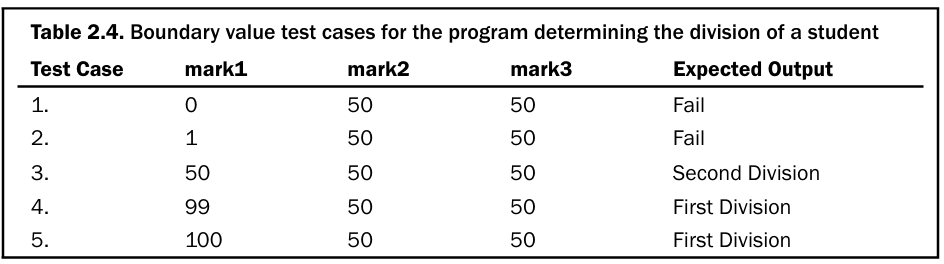 Table 2.4. Boundary value test cases for the program determining the division of a student
Test Case mark1 mark2 mark3 Expected Output
1. 0 50 50 Fail
2. 1 50 50 Fail
3. 50 50 50 Second Division
4. 99 50 50 First Division
5. 100 50 50 First Division